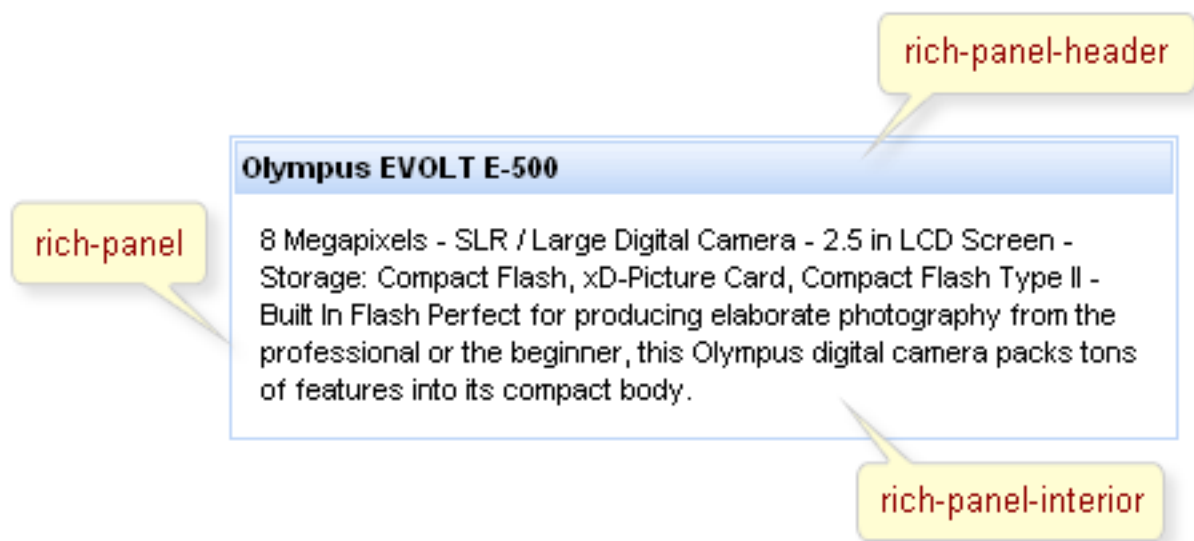 rich-panel-header
Olympus EVOLT E-500
rich-panel
8 Megapixels - SLR / Large Digital Camera - 2.5 in LCD Screen -
Storage: Compact Flash, xD-Picture Card, Compact Flash Type II -
Built In Flash Perfect for producing elaborate photography from the
professional or the beginner, this Olympus digital camera packs tons
of features into its compact body.
rich-panel-interior